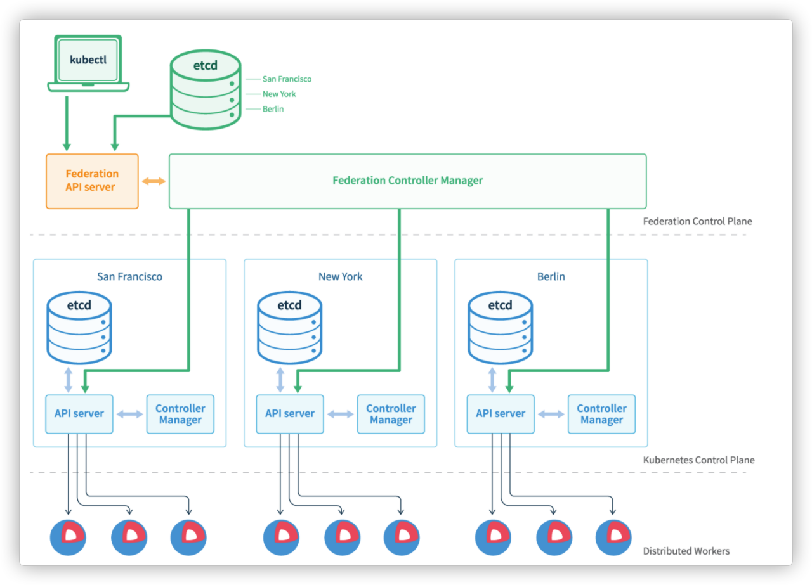 kubectl
etcd
San Francisco
New York
Berlin
Federation
API server
Federation Controller Manager
Federation Control Plane
San Francisco
New York
Berlin
etcd
etcd
etcd
API server
Controller
Manager
API server
Controller
Manager
API server
Controller
Manager
Kubernetes Control Plane
Distributed Workers